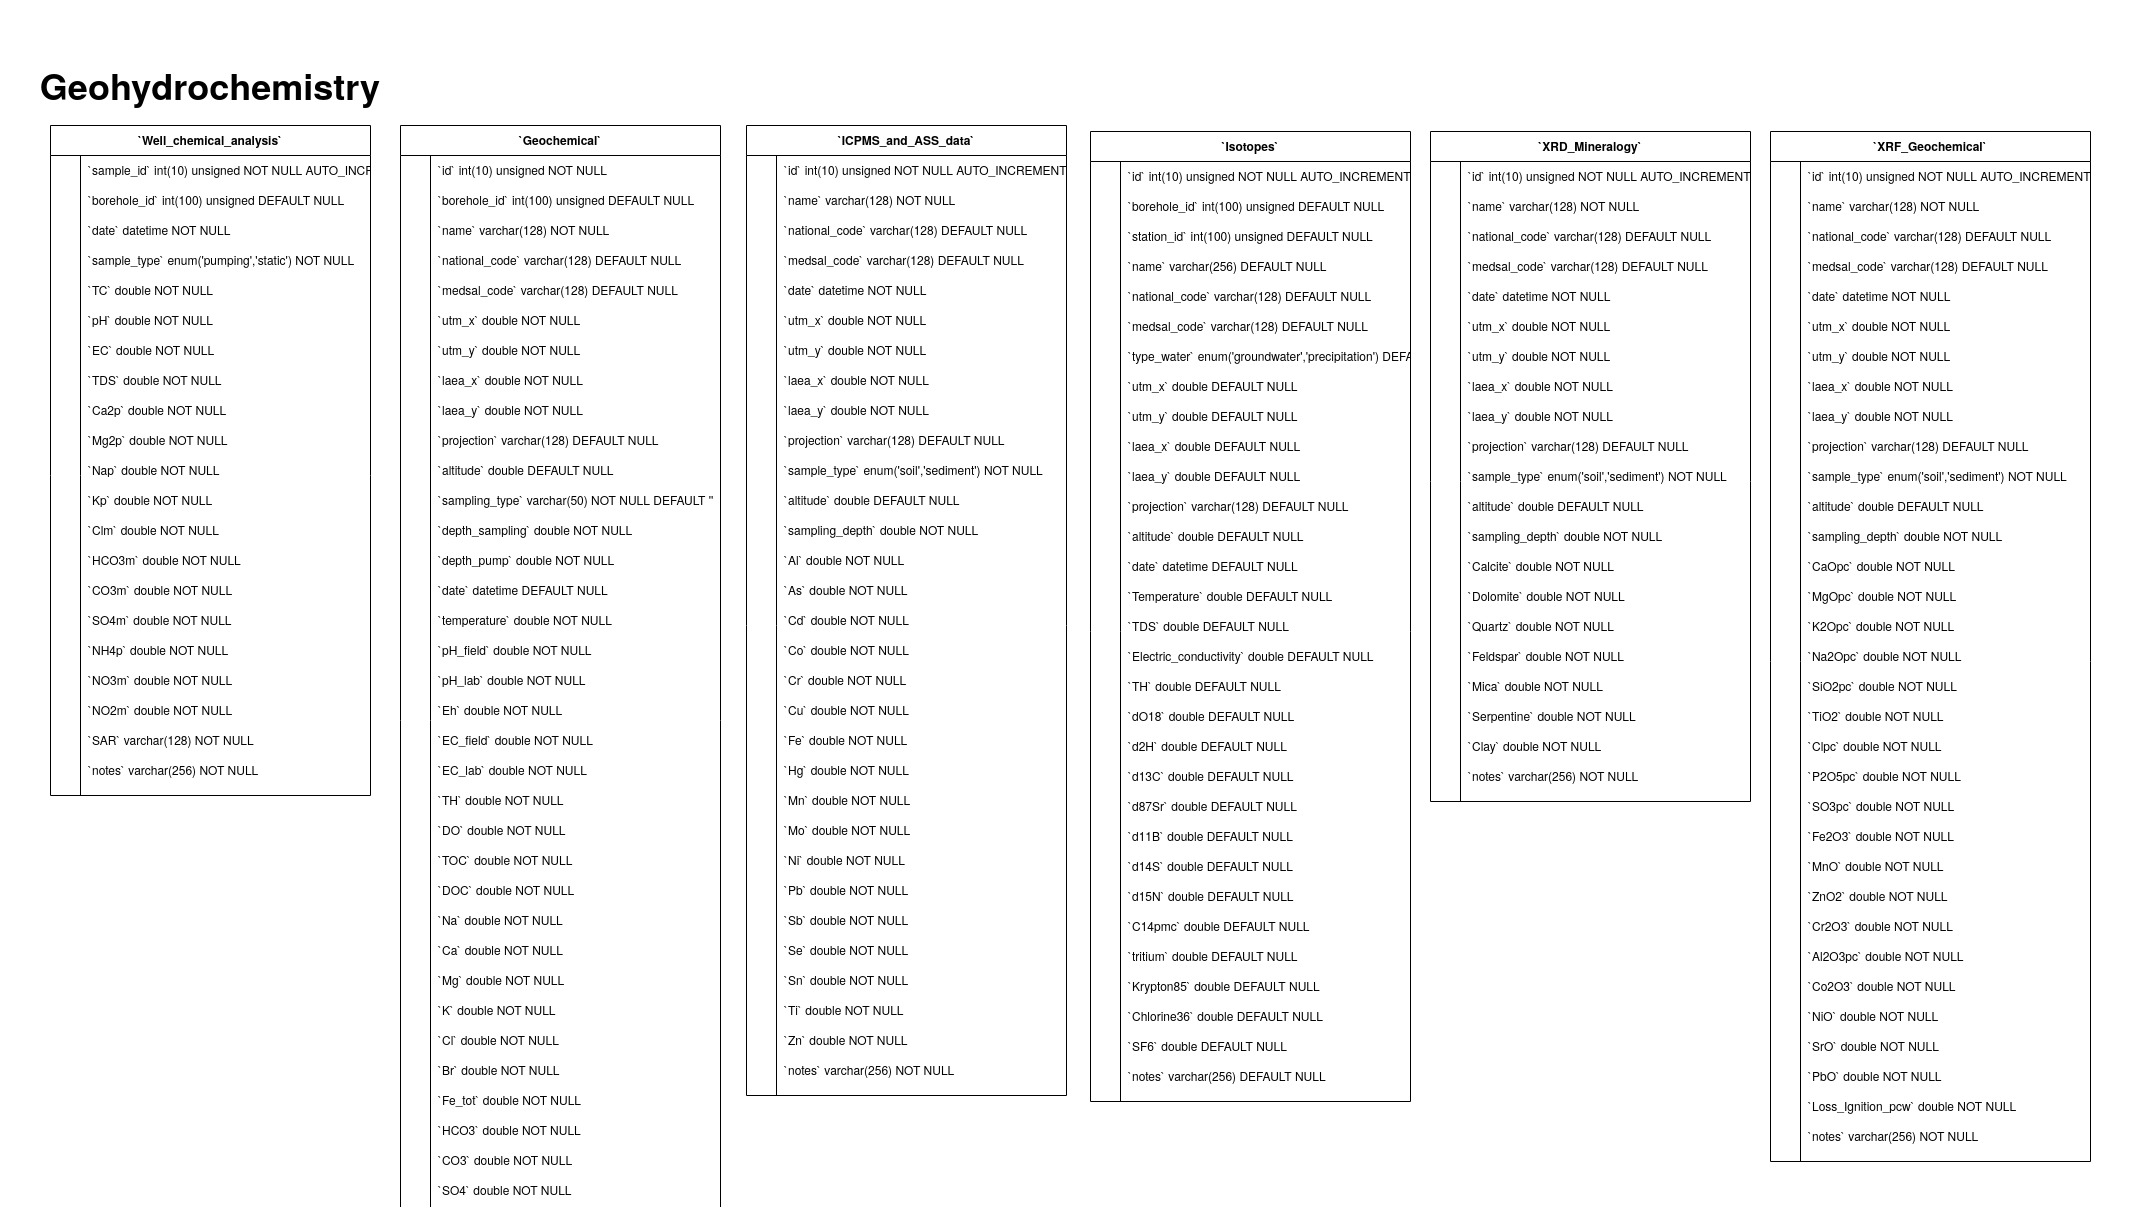 Geohydrochemistry
`Well_chemical_analysis`
`sample_id` int(10) unsigned NOT NULL AUTO_INCR
`borehole_id` int(100) unsigned DEFAULT NULL
`date` datetime NOT NULL
`sample_type` enum('pumping','static') NOT NULL
`TC` double NOT NULL
`pH` double NOT NULL
`EC` double NOT NULL
`TDS` double NOT NULL
`Ca2p` double NOT NULL
`Mg2p` double NOT NULL
`Nap` double NOT NULL
`Kp` double NOT NULL
`Clm` double NOT NULL
`HCO3m` double NOT NULL
`CO3m` double NOT NULL
`SO4m` double NOT NULL
`NH4p` double NOT NULL
`NO3m` double NOT NULL
`NO2m` double NOT NULL
`SAR` varchar(128) NOT NULL
`notes` varchar(256) NOT NULL
`Geochemical`
`id` int(10) unsigned NOT NULL
`borehole_id` int(100) unsigned DEFAULT NULL
`name` varchar(128) NOT NULL
`national_code` varchar(128) DEFAULT NULL
`medsal_code` varchar(128) DEFAULT NULL
`utm_x` double NOT NULL
`utm_y` double NOT NULL
`laea_x` double NOT NULL
`laea_y` double NOT NULL
`projection` varchar(128) DEFAULT NULL
`altitude` double DEFAULT NULL
`sampling_type` varchar(50) NOT NULL DEFAULT ''
`depth_sampling` double NOT NULL
`depth_pump` double NOT NULL
`date` datetime DEFAULT NULL
`temperature` double NOT NULL
`pH_field` double NOT NULL
`pH_lab` double NOT NULL
`Eh` double NOT NULL
`EC_field` double NOT NULL
`EC_lab` double NOT NULL
`TH` double NOT NULL
`DO` double NOT NULL
`TOC` double NOT NULL
`DOC` double NOT NULL
`Na` double NOT NULL
`Ca` double NOT NULL
`Mg` double NOT NULL
`K` double NOT NULL
`Cl` double NOT NULL
`Br` double NOT NULL
`Fe_tot` double NOT NULL
`HCO3` double NOT NULL
`CO3` double NOT NULL
`SO4` double NOT NULL
`ICPMS_and_ASS_data`
`id` int(10) unsigned NOT NULL AUTO_INCREMENT
`name` varchar(128) NOT NULL
`national_code` varchar(128) DEFAULT NULL
`medsal_code` varchar(128) DEFAULT NULL
`date` datetime NOT NULL
`utm_x` double NOT NULL
`utm_y` double NOT NULL
`laea_x` double NOT NULL
`laea_y` double NOT NULL
`projection` varchar(128) DEFAULT NULL
`sample_type` enum('soil','sediment') NOT NULL
`altitude` double DEFAULT NULL
`sampling_depth` double NOT NULL
`Al` double NOT NULL
`As` double NOT NULL
`Cd` double NOT NULL
`Co` double NOT NULL
`Cr` double NOT NULL
`Cu` double NOT NULL
`Fe` double NOT NULL
`Hg` double NOT NULL
`Mn` double NOT NULL
`Mo` double NOT NULL
`Ni` double NOT NULL
`Pb` double NOT NULL
`Sb` double NOT NULL
`Se` double NOT NULL
`Sn` double NOT NULL
`Ti` double NOT NULL
`Zn` double NOT NULL
`notes` varchar(256) NOT NULL
`Isotopes`
`id` int(10) unsigned NOT NULL AUTO_INCREMENT
`borehole_id` int(100) unsigned DEFAULT NULL
`station_id` int(100) unsigned DEFAULT NULL
`name` varchar(256) DEFAULT NULL
`national_code` varchar(128) DEFAULT NULL
`medsal_code` varchar(128) DEFAULT NULL
`type_water` enum('groundwater','precipitation') DEFA
`utm_x` double DEFAULT NULL
`utm_y` double DEFAULT NULL
`laea_x` double DEFAULT NULL
`laea_y` double DEFAULT NULL
`projection` varchar(128) DEFAULT NULL
`altitude` double DEFAULT NULL
`date` datetime DEFAULT NULL
`Temperature` double DEFAULT NULL
`TDS` double DEFAULT NULL
`Electric_conductivity` double DEFAULT NULL
`TH` double DEFAULT NULL
`dO18` double DEFAULT NULL
`d2H` double DEFAULT NULL
`d13C` double DEFAULT NULL
`d87Sr` double DEFAULT NULL
`d11B` double DEFAULT NULL
`d14S` double DEFAULT NULL
`d15N` double DEFAULT NULL
`C14pmc` double DEFAULT NULL
`tritium` double DEFAULT NULL
`Krypton85` double DEFAULT NULL
`Chlorine36` double DEFAULT NULL
`SF6` double DEFAULT NULL
`notes` varchar(256) DEFAULT NULL
`XRD_Mineralogy`
`id` int(10) unsigned NOT NULL AUTO_INCREMENT
`name` varchar(128) NOT NULL
`national_code` varchar(128) DEFAULT NULL
`medsal_code` varchar(128) DEFAULT NULL
`date` datetime NOT NULL
`utm_x` double NOT NULL
`utm_y` double NOT NULL
`laea_x` double NOT NULL
`laea_y` double NOT NULL
`projection` varchar(128) DEFAULT NULL
`sample_type` enum('soil','sediment') NOT NULL
`altitude` double DEFAULT NULL
`sampling_depth` double NOT NULL
`Calcite` double NOT NULL
`Dolomite` double NOT NULL
`Quartz` double NOT NULL
`Feldspar` double NOT NULL
`Mica` double NOT NULL
`Serpentine` double NOT NULL
`Clay` double NOT NULL
`notes` varchar(256) NOT NULL
`XRF_Geochemical`
`id` int(10) unsigned NOT NULL AUTO_INCREMENT
`name` varchar(128) NOT NULL
`national_code` varchar(128) DEFAULT NULL
`medsal_code` varchar(128) DEFAULT NULL
`date` datetime NOT NULL
`utm_x` double NOT NULL
`utm_y` double NOT NULL
`laea_x` double NOT NULL
`laea_y` double NOT NULL
`projection` varchar(128) DEFAULT NULL
`sample_type` enum('soil','sediment') NOT NULL
`altitude` double DEFAULT NULL
`sampling_depth` double NOT NULL
`CaOpc` double NOT NULL
`MgOpc` double NOT NULL
`K2Opc` double NOT NULL
`Na2Opc` double NOT NULL
`SiO2pc` double NOT NULL
`TiO2` double NOT NULL
`Clpc` double NOT NULL
`P2O5pc` double NOT NULL
`SO3pc` double NOT NULL
`Fe2O3` double NOT NULL
`MnO` double NOT NULL
`ZnO2` double NOT NULL
`Cr2O3` double NOT NULL
`Al2O3pc` double NOT NULL
`Co2O3` double NOT NULL
`NiO` double NOT NULL
`SrO` double NOT NULL
`PbO` double NOT NULL
`Loss_Ignition_pcw` double NOT NULL
`notes` varchar(256) NOT NULL